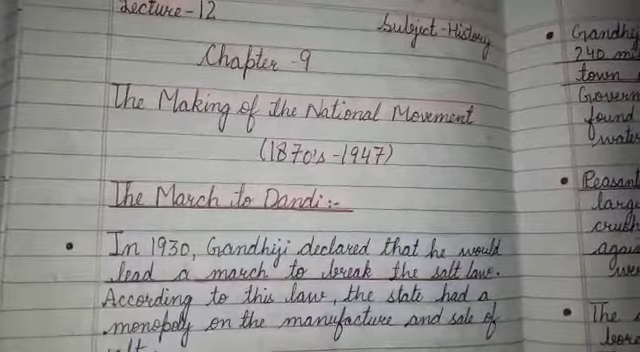 Lecture-12
Subject-History
Chapter-9
The Making of the National Movement
(1870's-1947)
The March to Dandi:-
• In 1930, Gandhiji declared that he would
lead a march to break the salt law.
According to this law, the state had a
monopoly on the manufacture and sale of
salt.
• Gandhiji
240
town
Govern
found
water
• Peasant
large
crush
again
were
• The